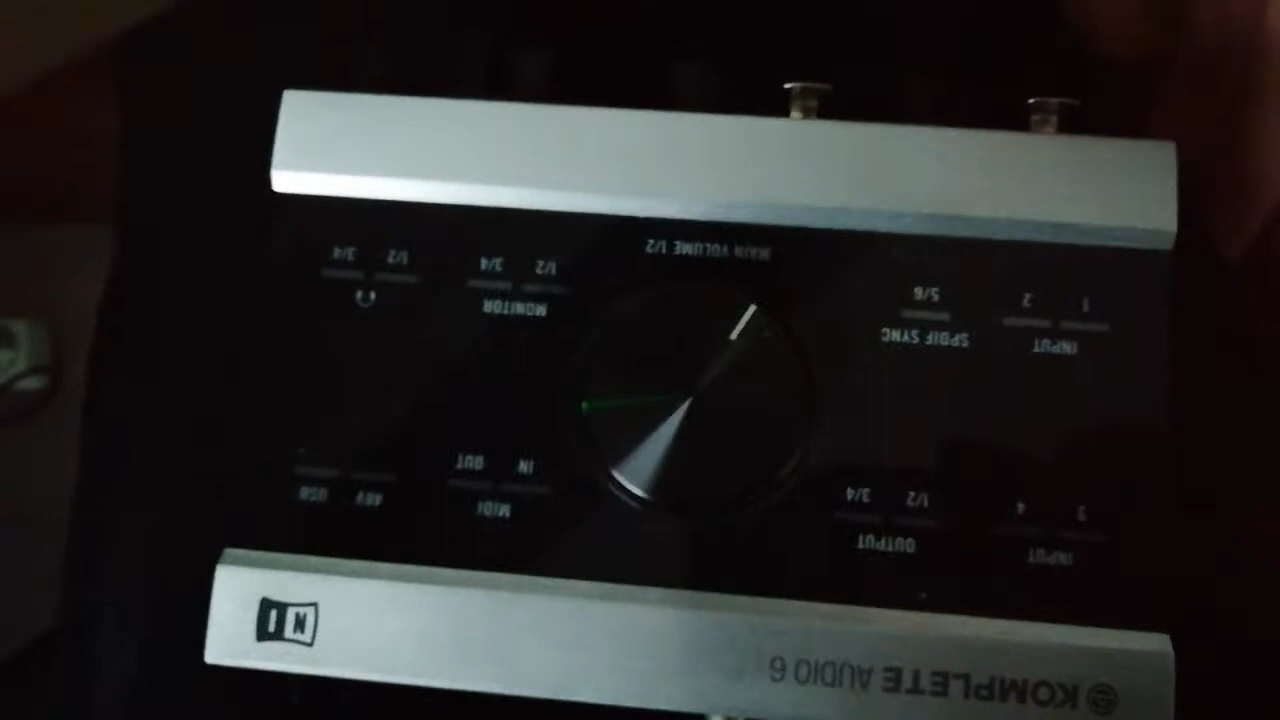 KOMPLETE AUDIO 6
NI
INPUT
3 4
OUTPUT
1/2 3/4
MIDI
IN OUT
48V USB
INPUT
1 2
SPDIF SYNC
5/6
MAIN VOLUME 1/2
MONITOR
1/2 3/4
1/2 3/4